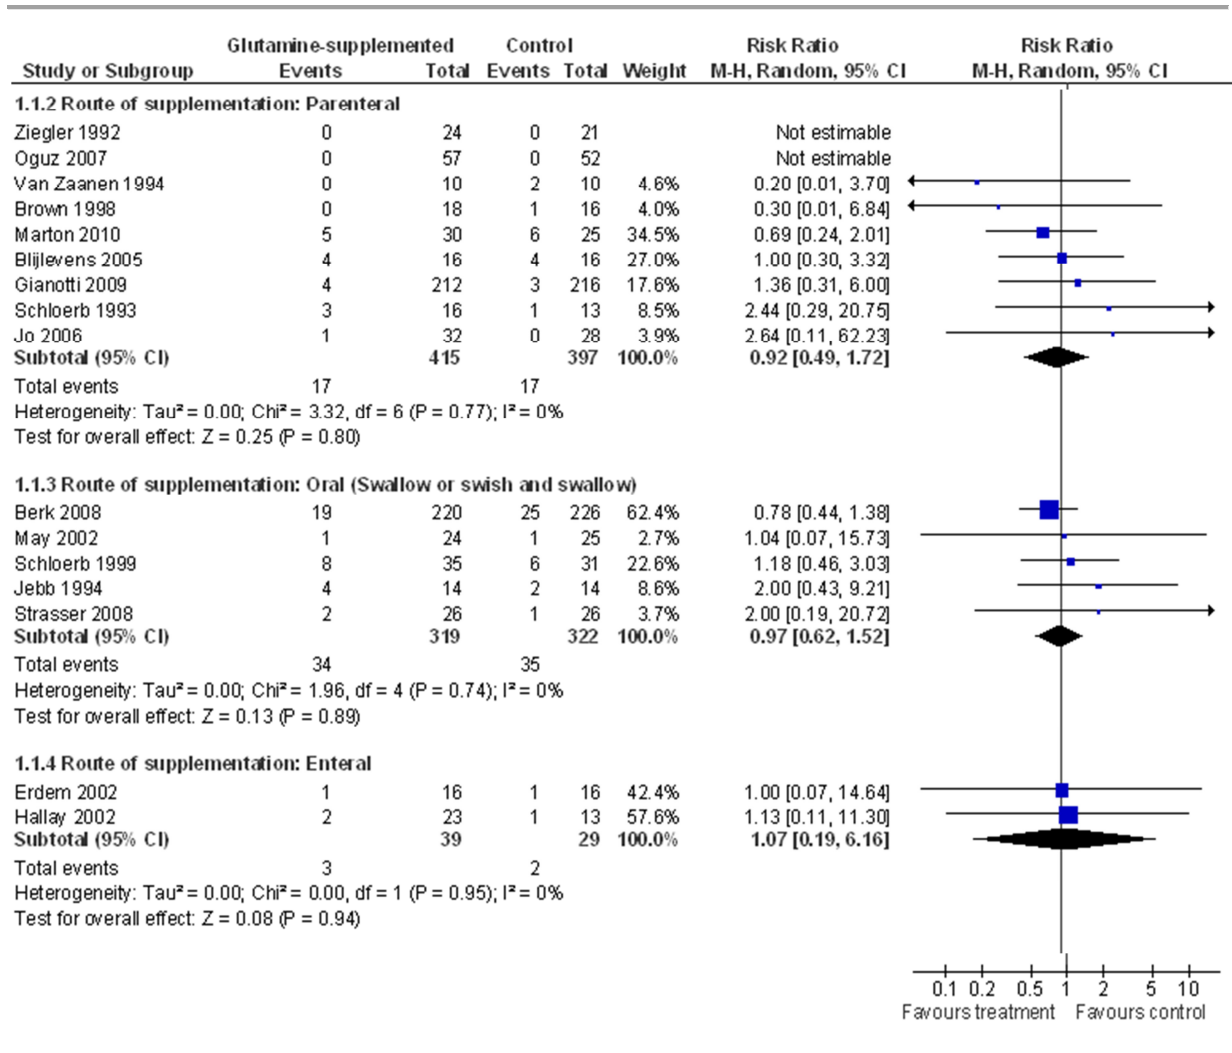 Glutamine-supplemented Control Risk Ratio Risk Ratio
Study or Subgroup Events Total Events Total Weight M-H, Random, 95% CI M-H, Random, 95% CI
1.1.2 Route of supplementation: Parenteral
Ziegler 1992 0 24 0 21 Not estimable
Oguz 2007 0 57 0 52 Not estimable
Van Zaanen 1994 0 10 2 10 4.6% 0.20 [0.01, 3.70]
Brown 1998 0 18 1 16 4.0% 0.30 [0.01, 6.84]
Marton 2010 5 30 6 25 34.5% 0.69 [0.24, 2.01]
Blijlevens 2005 4 16 4 16 27.0% 1.00 [0.30, 3.32]
Gianotti 2009 4 212 3 216 17.6% 1.36 [0.31, 6.00]
Schloerb 1993 3 16 1 13 8.5% 2.44 [0.29, 20.75]
Jo 2006 1 32 0 28 3.9% 2.64 [0.11, 62.23]
Subtotal (95% CI) 415 397 100.0% 0.92 [0.49, 1.72]
Total events 17 17
Heterogeneity: Tau² = 0.00; Chi² = 3.32, df = 6 (P = 0.77); I² = 0%
Test for overall effect: Z = 0.25 (P = 0.80)
1.1.3 Route of supplementation: Oral (Swallow or swish and swallow)
Berk 2008 19 220 25 226 62.4% 0.78 [0.44, 1.38]
May 2002 1 24 1 25 2.7% 1.04 [0.07, 15.73]
Schloerb 1999 8 35 6 31 22.6% 1.18 [0.46, 3.03]
Jebb 1994 4 14 2 14 8.6% 2.00 [0.43, 9.21]
Strasser 2008 2 26 1 26 3.7% 2.00 [0.19, 20.72]
Subtotal (95% CI) 319 322 100.0% 0.97 [0.62, 1.52]
Total events 34 35
Heterogeneity: Tau² = 0.00; Chi² = 1.96, df = 4 (P = 0.74); I² = 0%
Test for overall effect: Z = 0.13 (P = 0.89)
1.1.4 Route of supplementation: Enteral
Erdem 2002 1 16 1 16 42.4% 1.00 [0.07, 14.64]
Hallay 2002 2 23 1 13 57.6% 1.13 [0.11, 11.30]
Subtotal (95% CI) 39 29 100.0% 1.07 [0.19, 6.16]
Total events 3 2
Heterogeneity: Tau² = 0.00; Chi² = 0.00, df = 1 (P = 0.95); I² = 0%
Test for overall effect: Z = 0.08 (P = 0.94)
0.1 0.2 0.5 1 2 5 10
Favours treatment Favours control